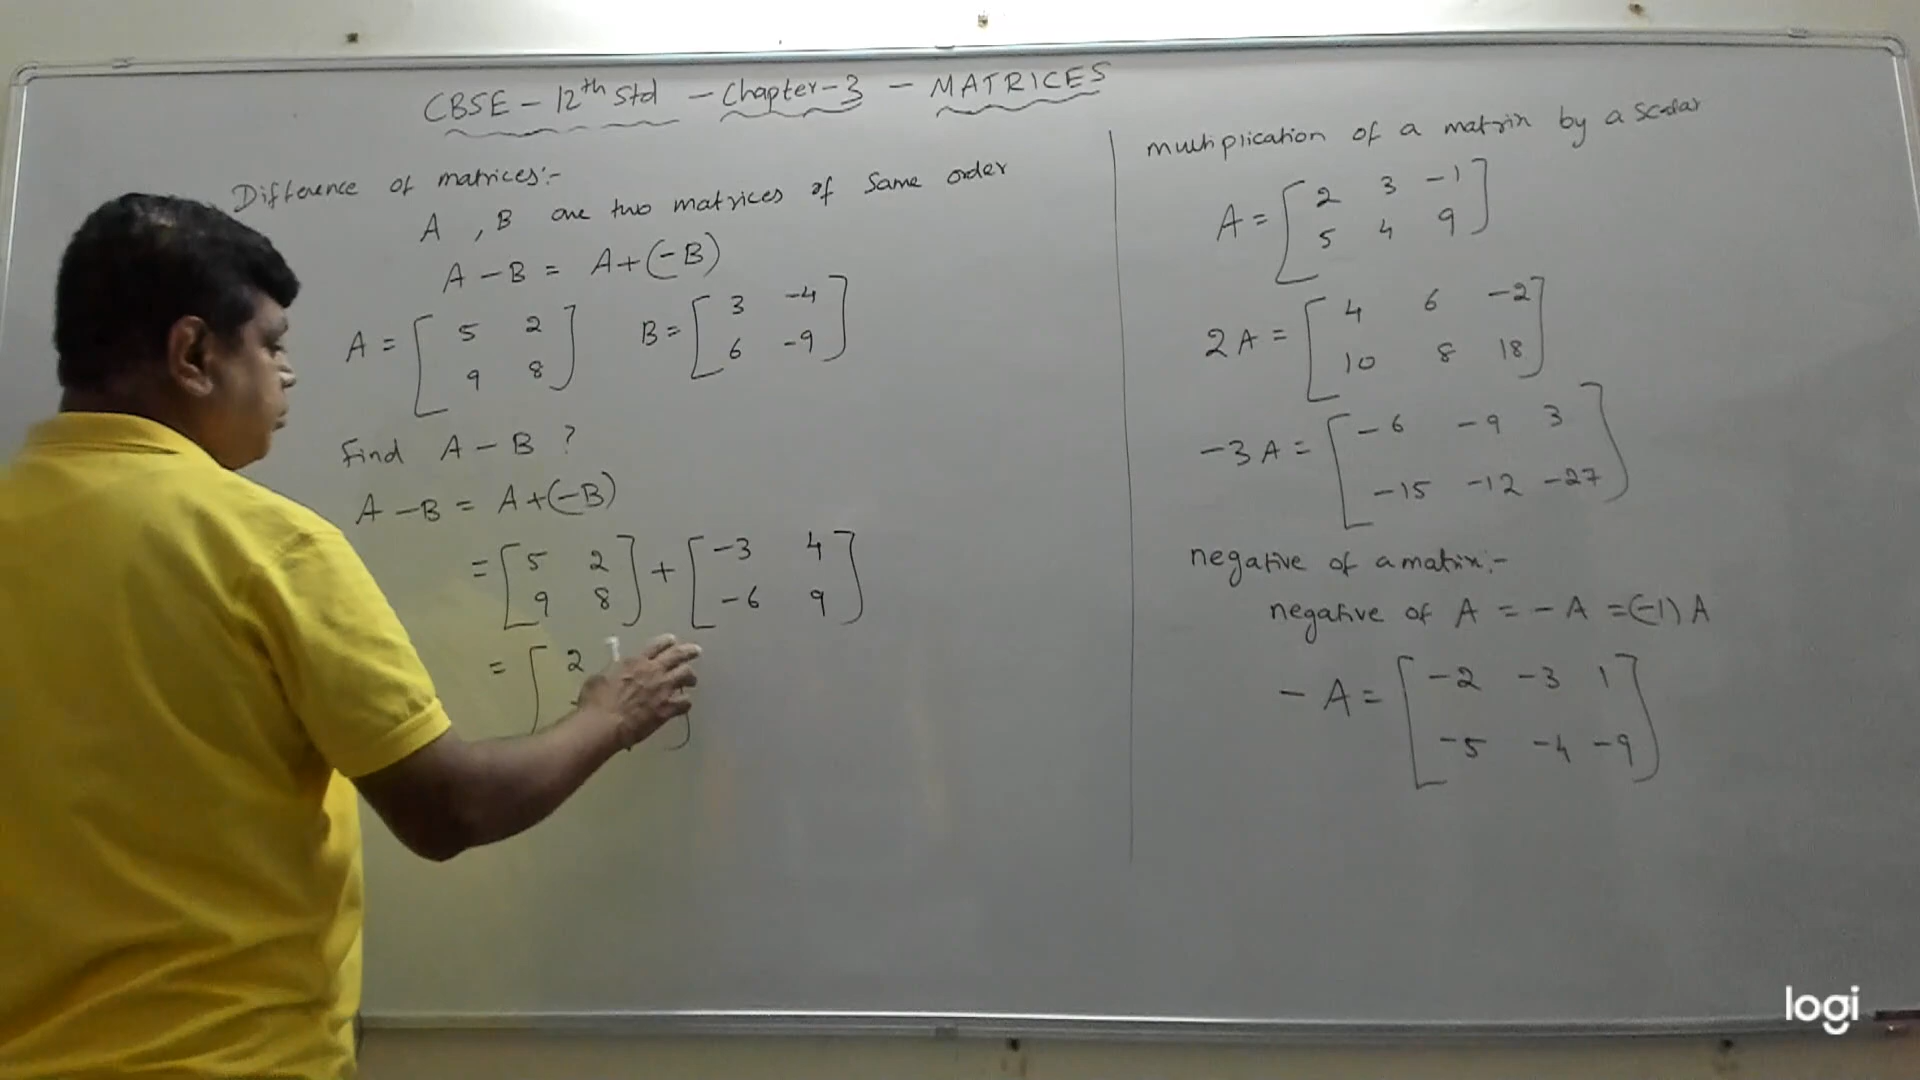 CBSE - 12th Std - Chapter-3 - MATRICES
Difference of matrices:-
A , B are two matrices of same order
A - B = A+(-B)
A = [ 5 2
9 8 ]
B = [ 3 -4
6 -9 ]
Find A - B ?
A - B = A+(-B)
= [ 5 2
9 8 ] + [ -3 4
-6 9 ]
= [ 2
multiplication of a matrix by a scalar
A = [ 2 3 -1
5 4 9 ]
2A = [ 4 6 -2
10 8 18 ]
-3A = [ -6 -9 3
-15 -12 -27 ]
negative of a matrix:-
negative of A = - A = (-1) A
- A = [ -2 -3 1
-5 -4 -9 ]
logi